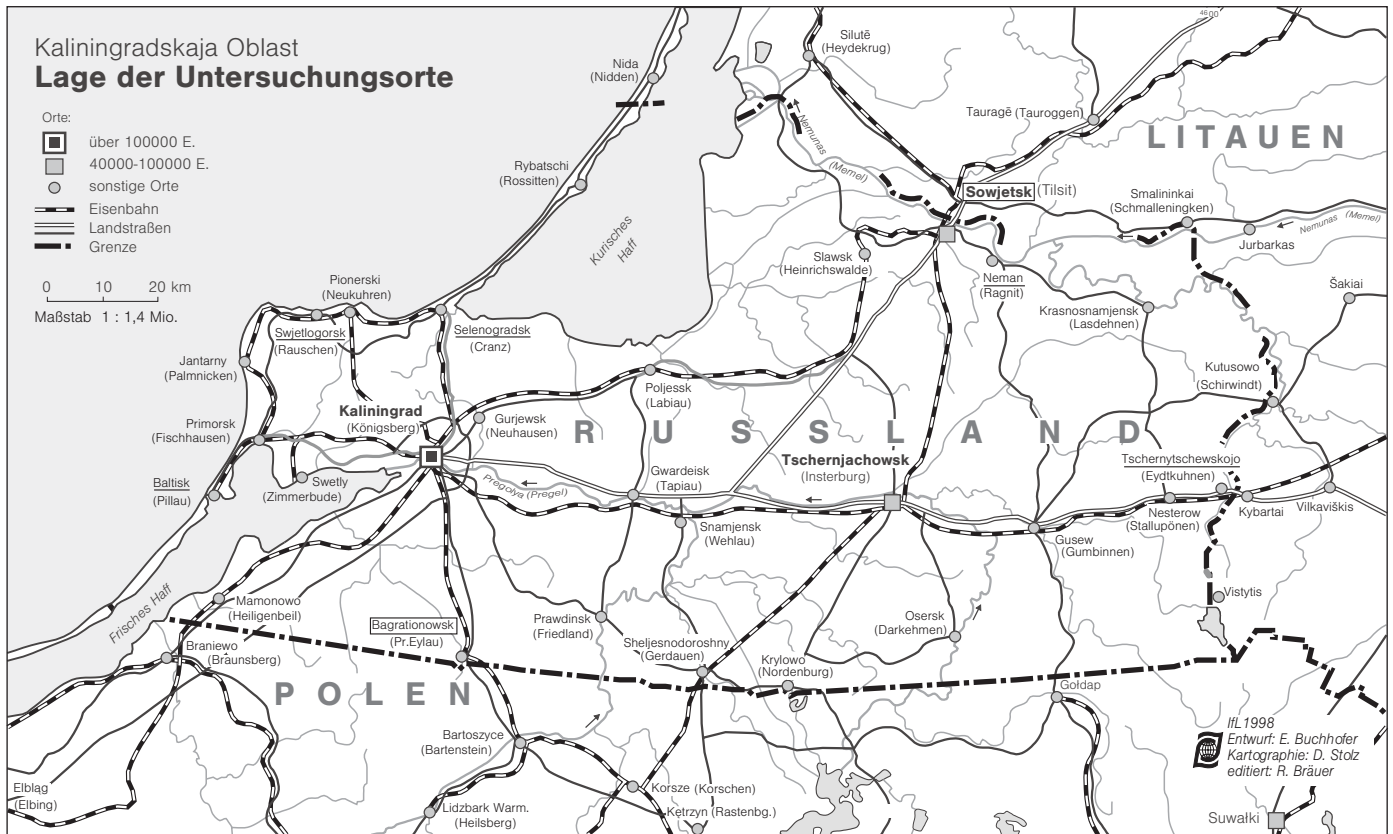 Kaliningradskaja Oblast
Lage der Untersuchungsorte
Orte:
über 100000 E.
40000-100000 E.
sonstige Orte
Eisenbahn
Landstraßen
Grenze
0 10 20 km
Maßstab 1 : 1,4 Mio.
4600
Silutē
(Heydekrug)
Nida
(Nidden)
Tauragē (Tauroggen)
LITAUEN
Nemunas
(Memel)
Rybatschi
(Rossitten)
Sowjetsk (Tilsit)
Smalininkai
(Schmalleningken)
Nemunas (Memel)
Jurbarkas
Kurisches
Haff
Slawsk
(Heinrichswalde)
Neman
(Ragnit)
Šakiai
Pionerski
(Neukuhren)
Krasnosnamjensk
(Lasdehnen)
Swjetlogorsk
(Rauschen)
Selenogradsk
(Cranz)
Jantarny
(Palmnicken)
Kutusowo
(Schirwindt)
Poljessk
(Labiau)
Kaliningrad
(Königsberg)
Gurjewsk
(Neuhausen)
Primorsk
(Fischhausen)
RUSSLAND
Tschernjachowsk
(Insterburg)
Tschernytschewskojo
(Eydtkuhnen)
Gwardeisk
(Tapiau)
Baltisk
(Pillau)
Swetly
(Zimmerbude)
Pregolya (Pregel)
Nesterow
(Stallupönen)
Kybartai
Vilkaviškis
Snamjensk
(Wehlau)
Gusew
(Gumbinnen)
Frisches Haff
Mamonowo
(Heiligenbeil)
Vistytis
Bagrationowsk
(Pr.Eylau)
Prawdinsk
(Friedland)
Osersk
(Darkehmen)
Braniewo
(Braunsberg)
Sheljesnodoroshny
(Gerdauen)
Krylowo
(Nordenburg)
POLEN
Gołdap
Bartoszyce
(Bartenstein)
IfL1998
Entwurf: E. Buchhofer
Kartographie: D. Stolz
editiert: R. Bräuer
Elbląg
(Elbing)
Korsze (Korschen)
Lidzbark Warm.
(Heilsberg)
Kętrzyn (Rastenbg.)
Suwałki